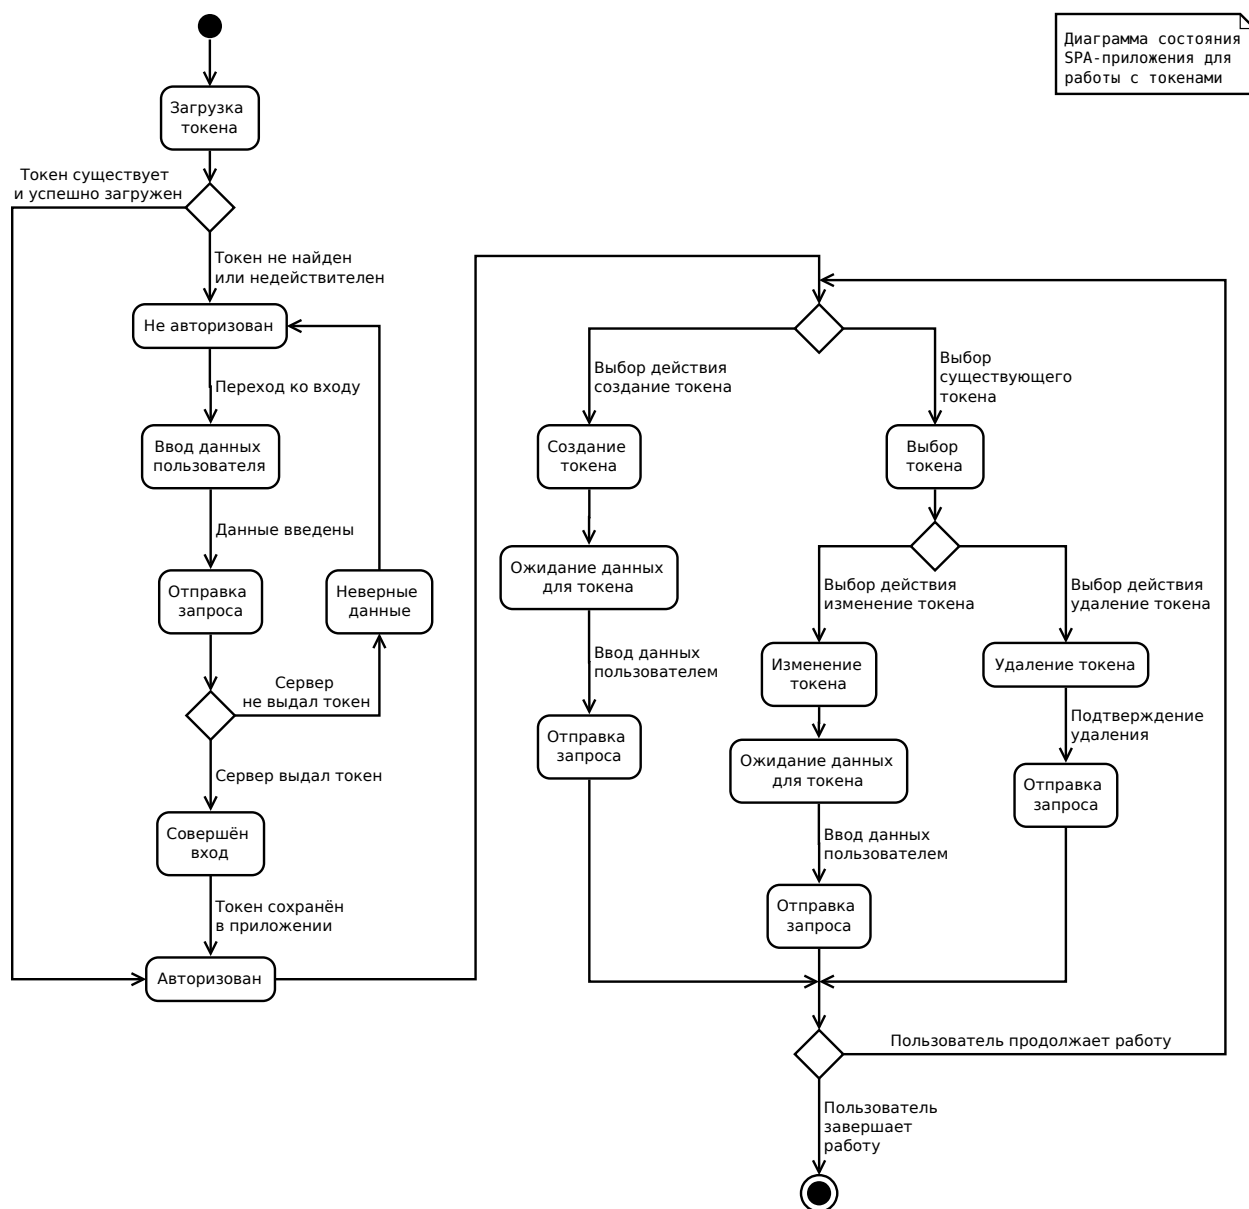 Диаграмма состояния
SPA-приложения для
работы с токенами
Загрузка
токена
Токен существует
и успешно загружен
Токен не найден
или недействителен
Не авторизован
Переход ко входу
Ввод данных
пользователя
Данные введены
Отправка
запроса
Неверные
данные
Сервер
не выдал токен
Сервер выдал токен
Совершён
вход
Токен сохранён
в приложении
Авторизован
Выбор действия
создание токена
Выбор
существующего
токена
Создание
токена
Выбор
токена
Ожидание данных
для токена
Выбор действия
изменение токена
Выбор действия
удаление токена
Ввод данных
пользователем
Изменение
токена
Удаление токена
Отправка
запроса
Ожидание данных
для токена
Подтверждение
удаления
Отправка
запроса
Ввод данных
пользователем
Отправка
запроса
Пользователь продолжает работу
Пользователь
завершает
работу